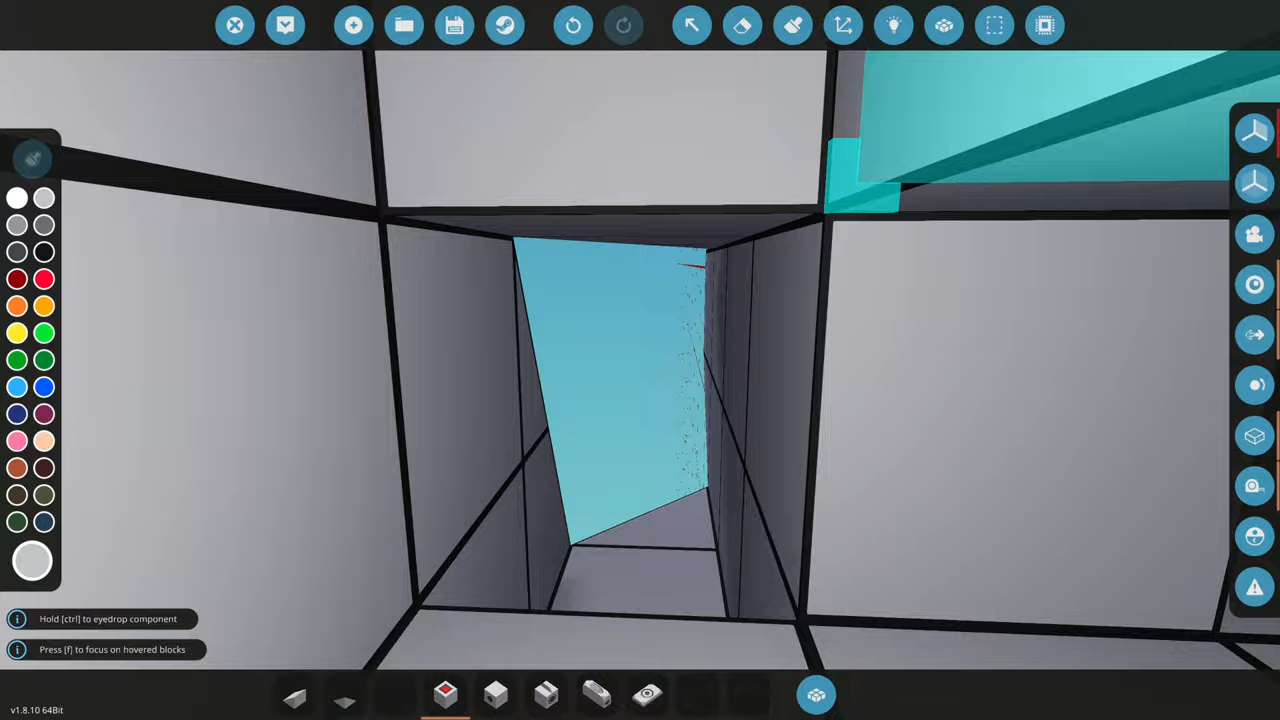 Hold [ctrl] to eyedrop component
Press [f] to focus on hovered blocks
v1.8.10 64Bit